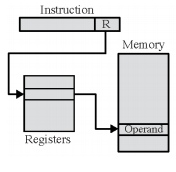 Instruction
R
Memory
Operand
Registers